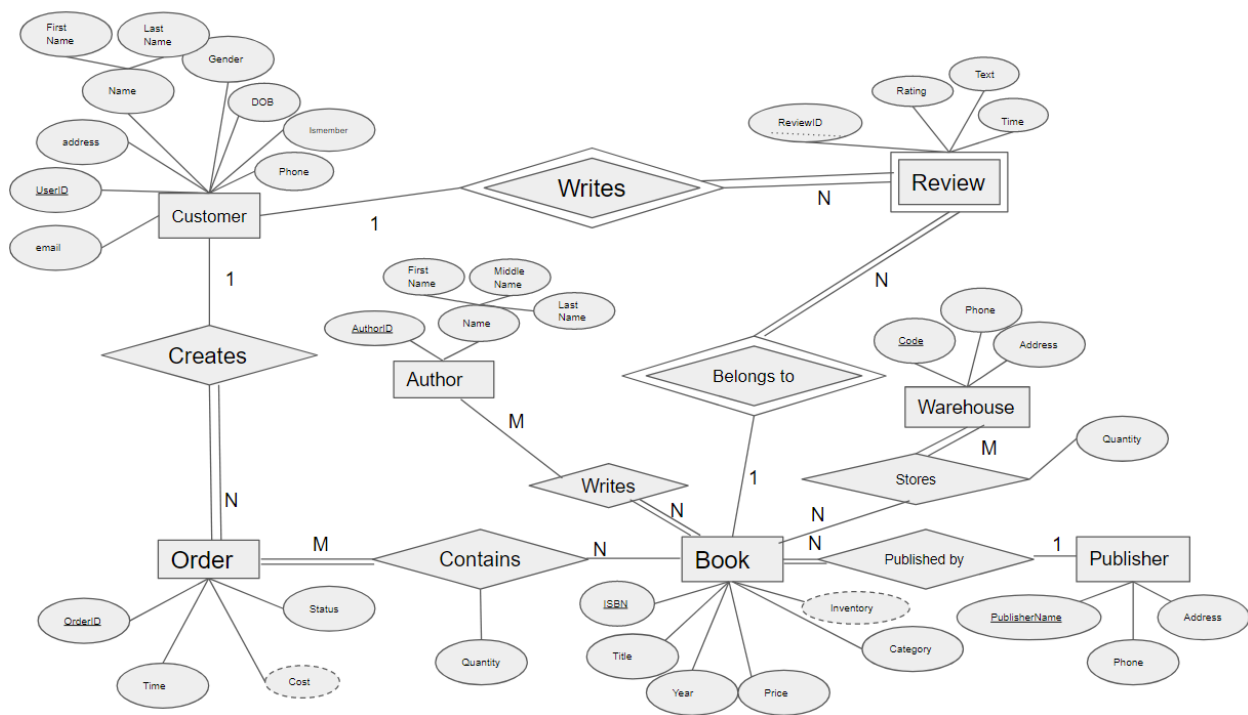 First
Name
Last
Name
Gender
Name
DOB
Ismember
address
Phone
UserID
Customer
email
1
1
Writes
N
ReviewID
Rating
Text
Time
Review
N
First
Name
Middle
Name
Last
Name
AuthorID
Name
Author
M
Creates
Belongs to
Phone
Code
Address
Warehouse
M
Quantity
Stores
1
N
Writes
N
N
Order
M
Contains
N
Book
N
Published by
1
Publisher
OrderID
Status
Time
Cost
Quantity
ISBN
Title
Year
Price
Inventory
Category
PublisherName
Address
Phone